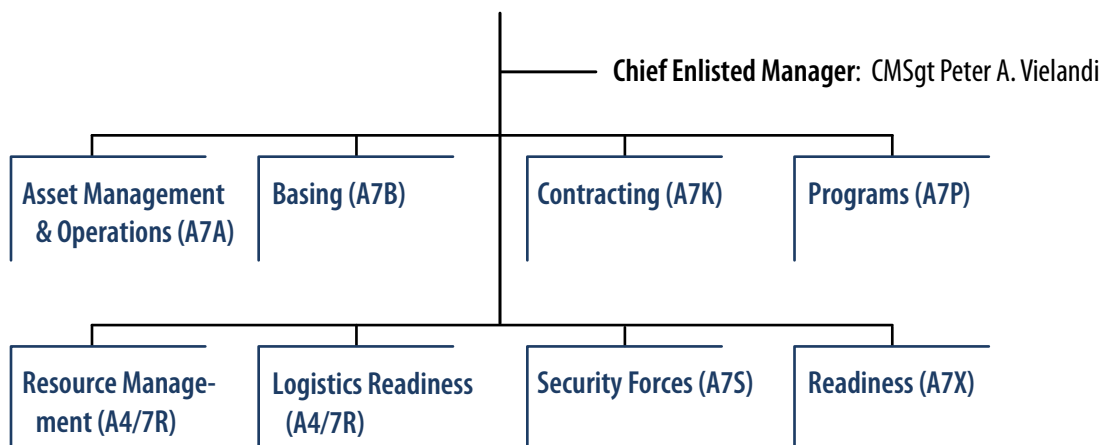 Chief Enlisted Manager: CMSgt Peter A. Vielandi
Asset Management
& Operations (A7A)
Basing (A7B)
Contracting (A7K)
Programs (A7P)
Resource Manage-
ment (A4/7R)
Logistics Readiness
(A4/7R)
Security Forces (A7S)
Readiness (A7X)